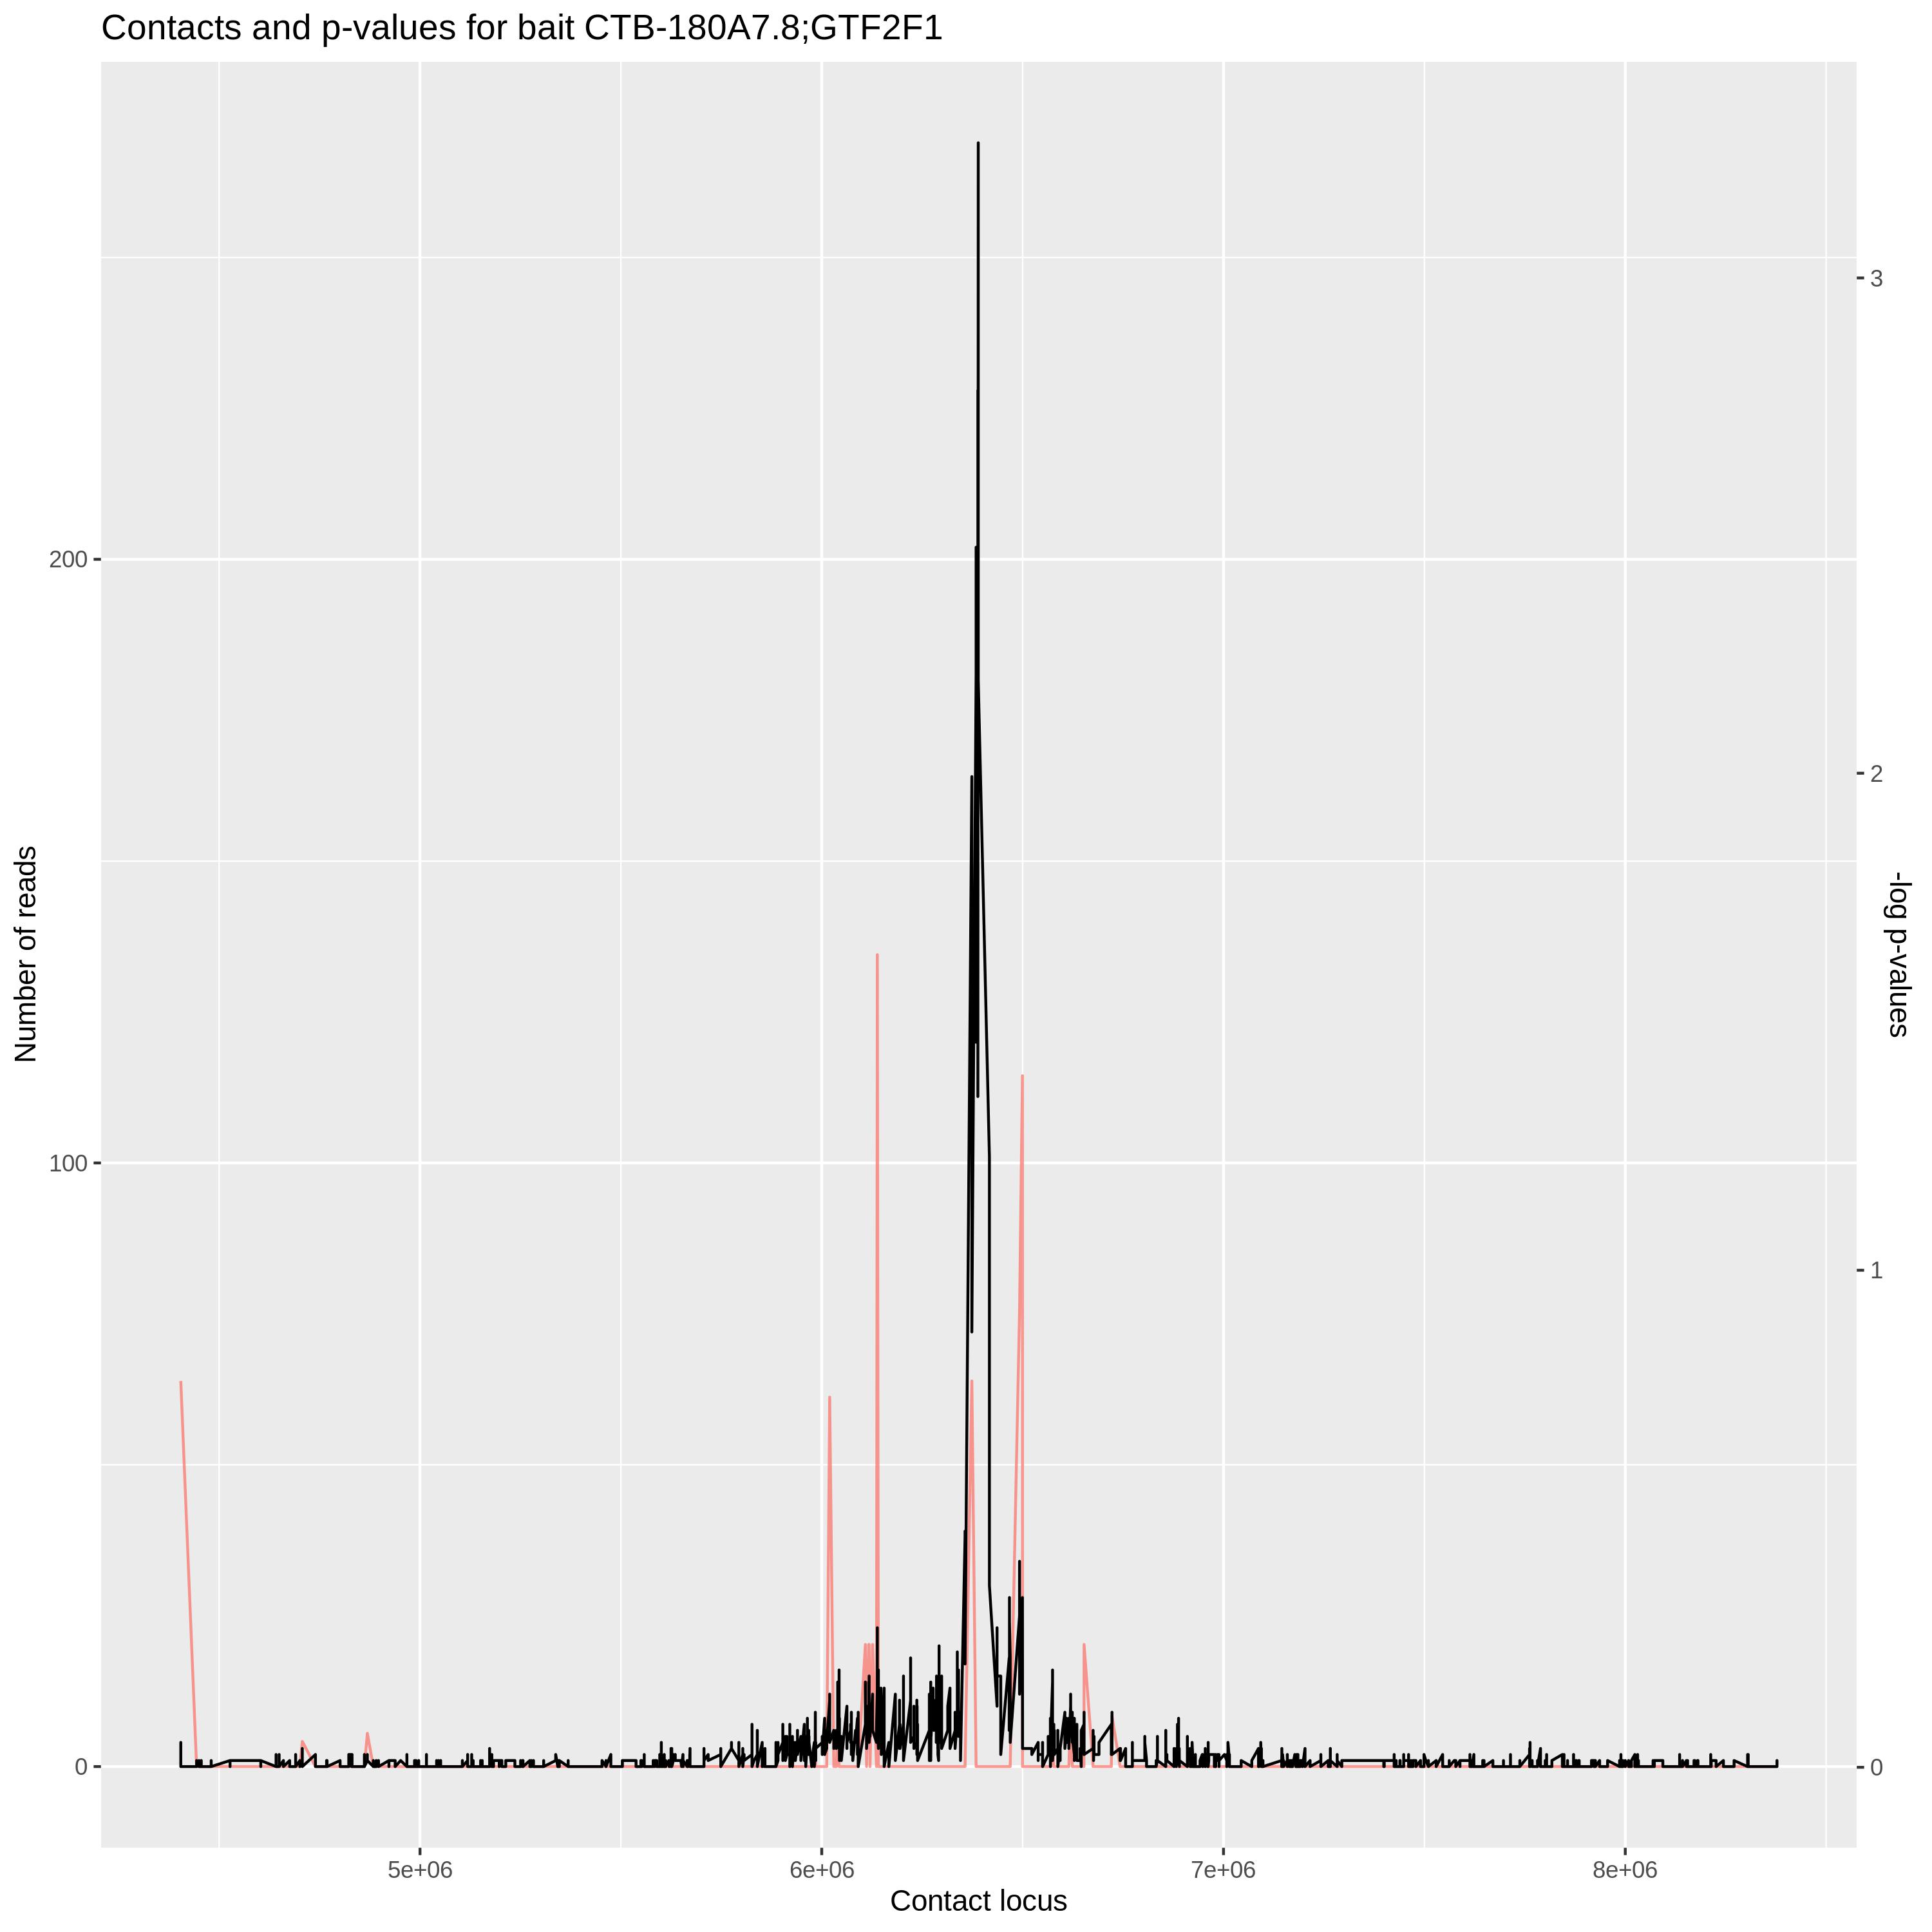 Contacts and p-values for bait CTB-180A7.8;GTF2F1
3
200
2
Number of reads
-log p-values
100
1
0
0
5e+06
6e+06
7e+06
8e+06
Contact locus